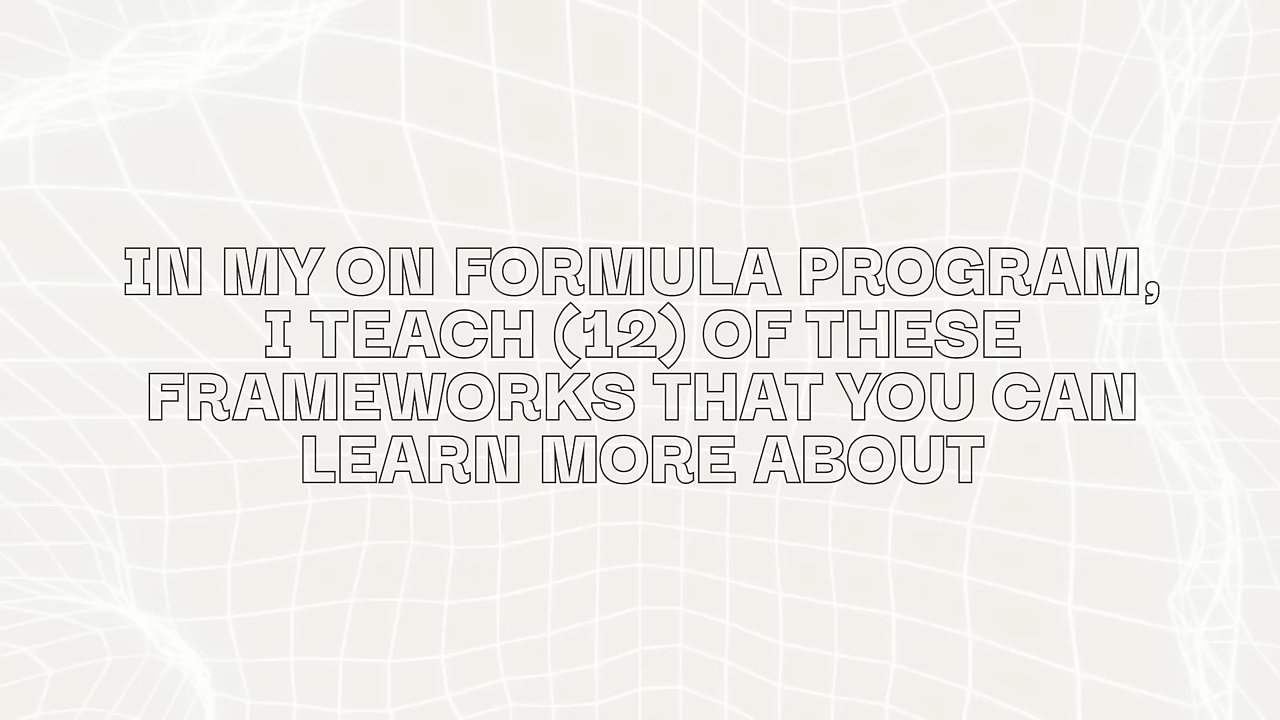 IN MY ON FORMULA PROGRAM,
I TEACH (12) OF THESE
FRAMEWORKS THAT YOU CAN
LEARN MORE ABOUT